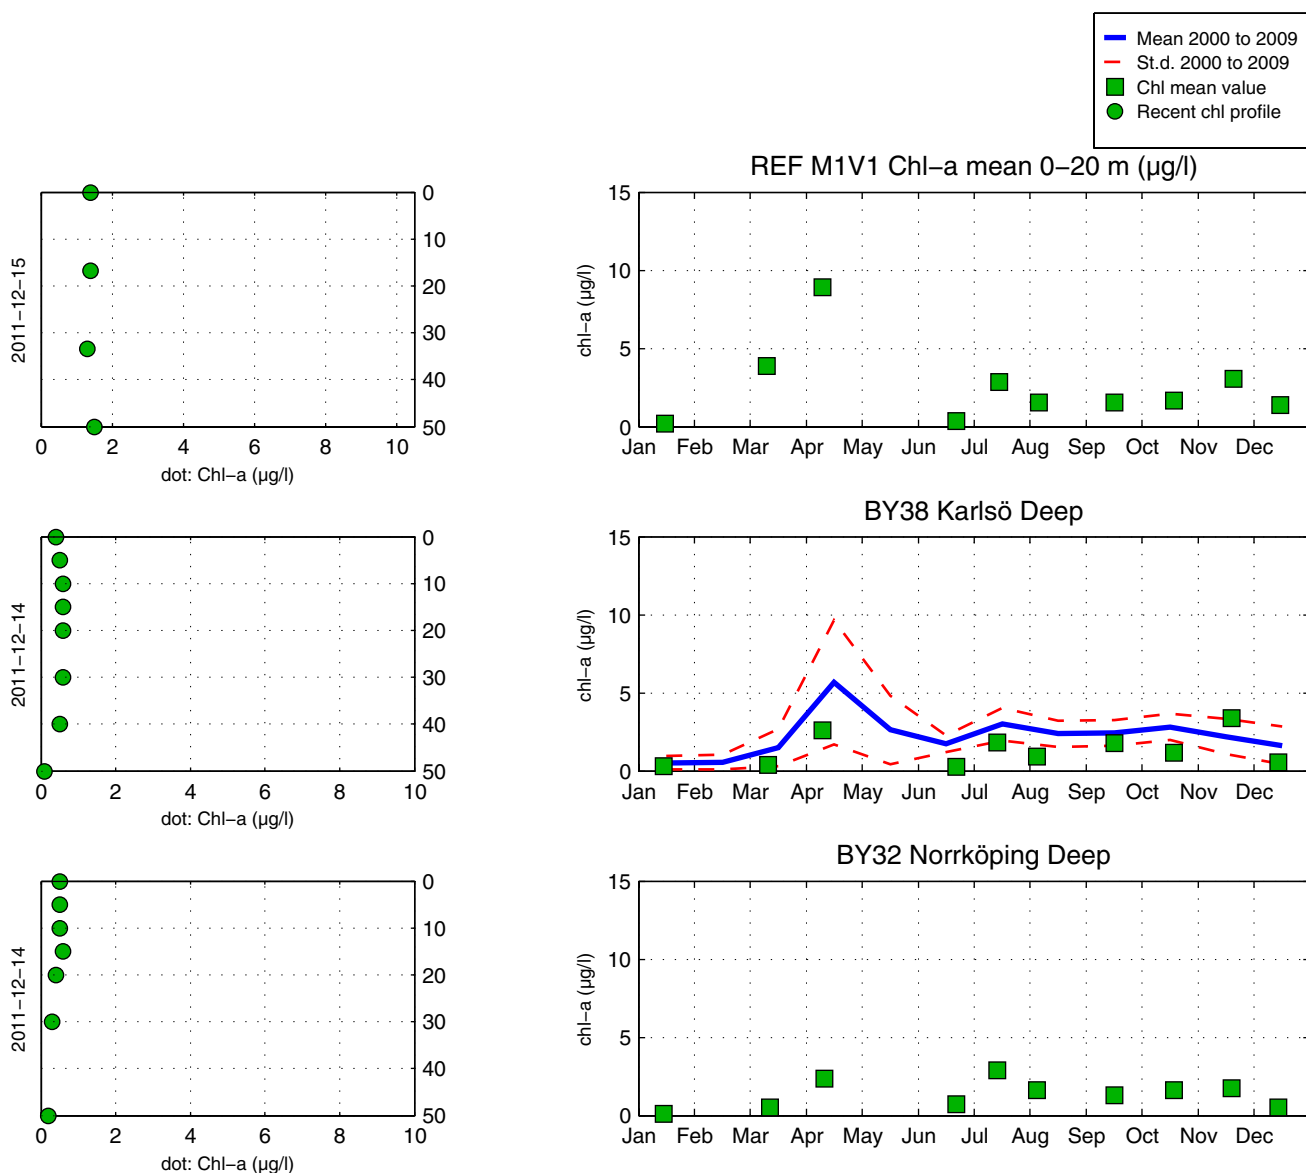 Mean 2000 to 2009
St.d. 2000 to 2009
Chl mean value
Recent chl profile
REF M1V1 Chl−a mean 0−20 m (µg/l)
2011−12−15
0
10
20
30
40
50
0 2 4 6 8 10
dot: Chl−a (µg/l)
chl−a (µg/l)
15
10
5
0
Jan Feb Mar Apr May Jun Jul Aug Sep Oct Nov Dec
BY38 Karlsö Deep
2011−12−14
0
10
20
30
40
50
0 2 4 6 8 10
dot: Chl−a (µg/l)
chl−a (µg/l)
15
10
5
0
Jan Feb Mar Apr May Jun Jul Aug Sep Oct Nov Dec
BY32 Norrköping Deep
2011−12−14
0
10
20
30
40
50
0 2 4 6 8 10
dot: Chl−a (µg/l)
chl−a (µg/l)
15
10
5
0
Jan Feb Mar Apr May Jun Jul Aug Sep Oct Nov Dec